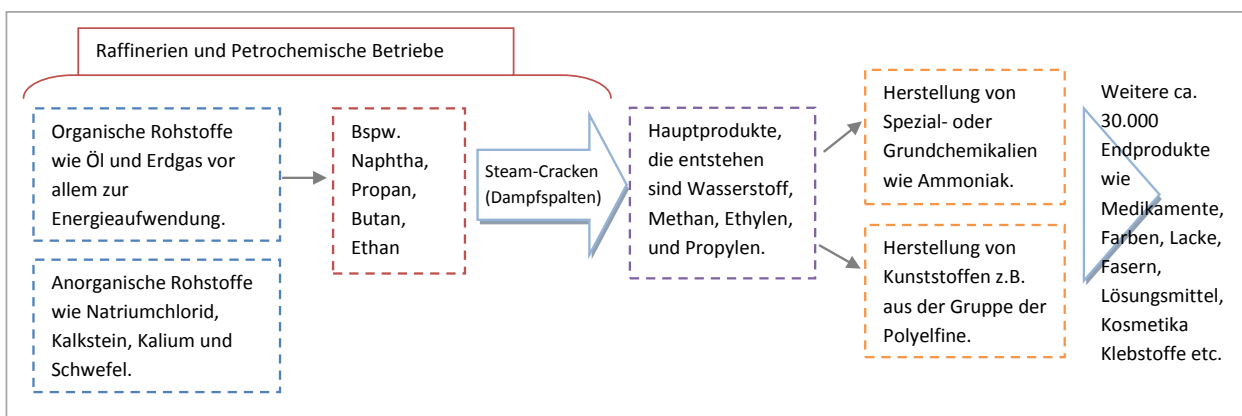 Raffinerien und Petrochemische Betriebe
Organische Rohstoffe
wie Öl und Erdgas vor
allem zur
Energieaufwendung.
Anorganische Rohstoffe
wie Natriumchlorid,
Kalkstein, Kalium und
Schwefel.
Bspw.
Naphtha,
Propan,
Butan,
Ethan
Steam-Cracken
(Dampfspalten)
Hauptprodukte,
die entstehen
sind Wasserstoff,
Methan, Ethylen,
und Propylen.
Herstellung von
Spezial- oder
Grundchemikalien
wie Ammoniak.
Herstellung von
Kunststoffen z.B.
aus der Gruppe der
Polyelfine.
Weitere ca.
30.000
Endprodukte
wie
Medikamente,
Farben, Lacke,
Fasern,
Lösungsmittel,
Kosmetika
Klebstoffe etc.